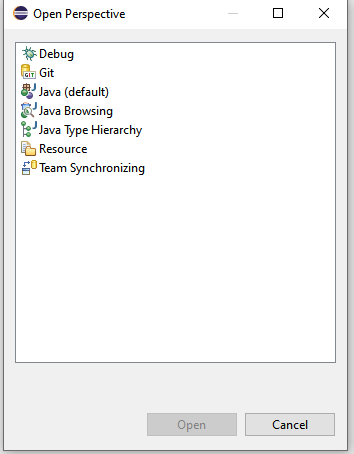 Open Perspective
Debug
Git
Java (default)
Java Browsing
Java Type Hierarchy
Resource
Team Synchronizing
Open
Cancel